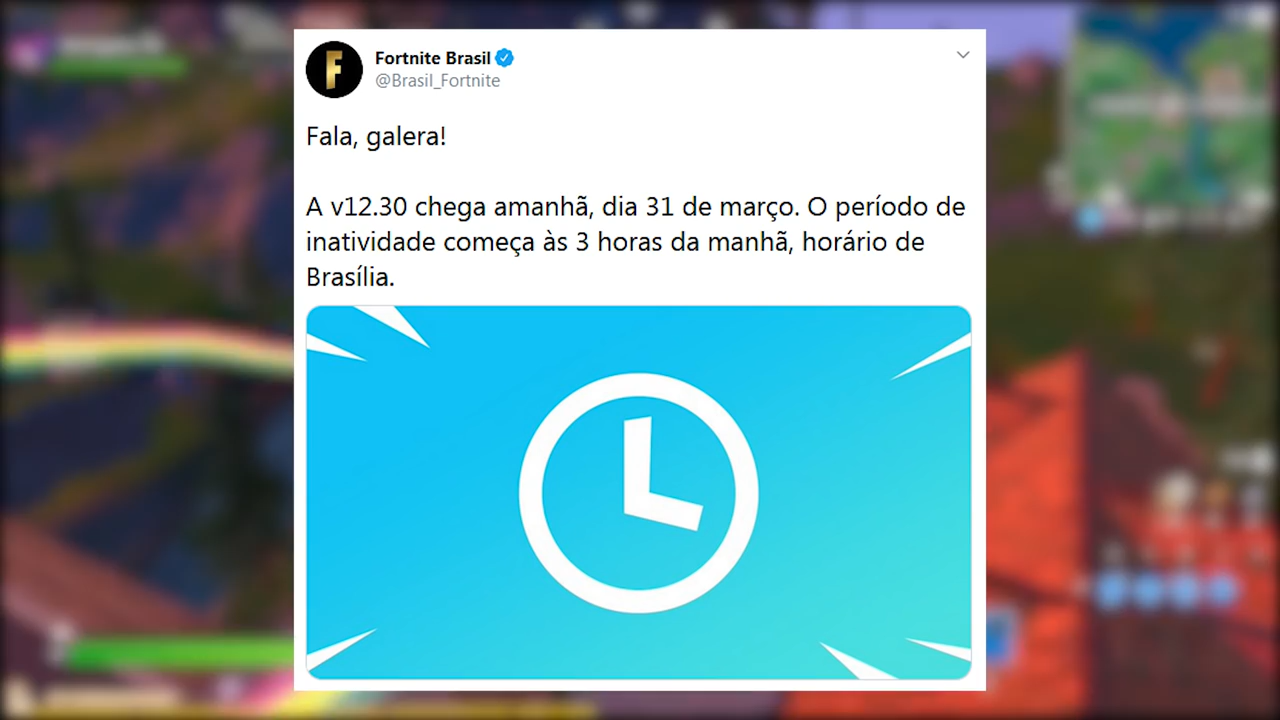 Fortnite Brasil
@Brasil_Fortnite
Fala, galera!
A v12.30 chega amanhã, dia 31 de março. O período de
inatividade começa às 3 horas da manhã, horário de
Brasília.